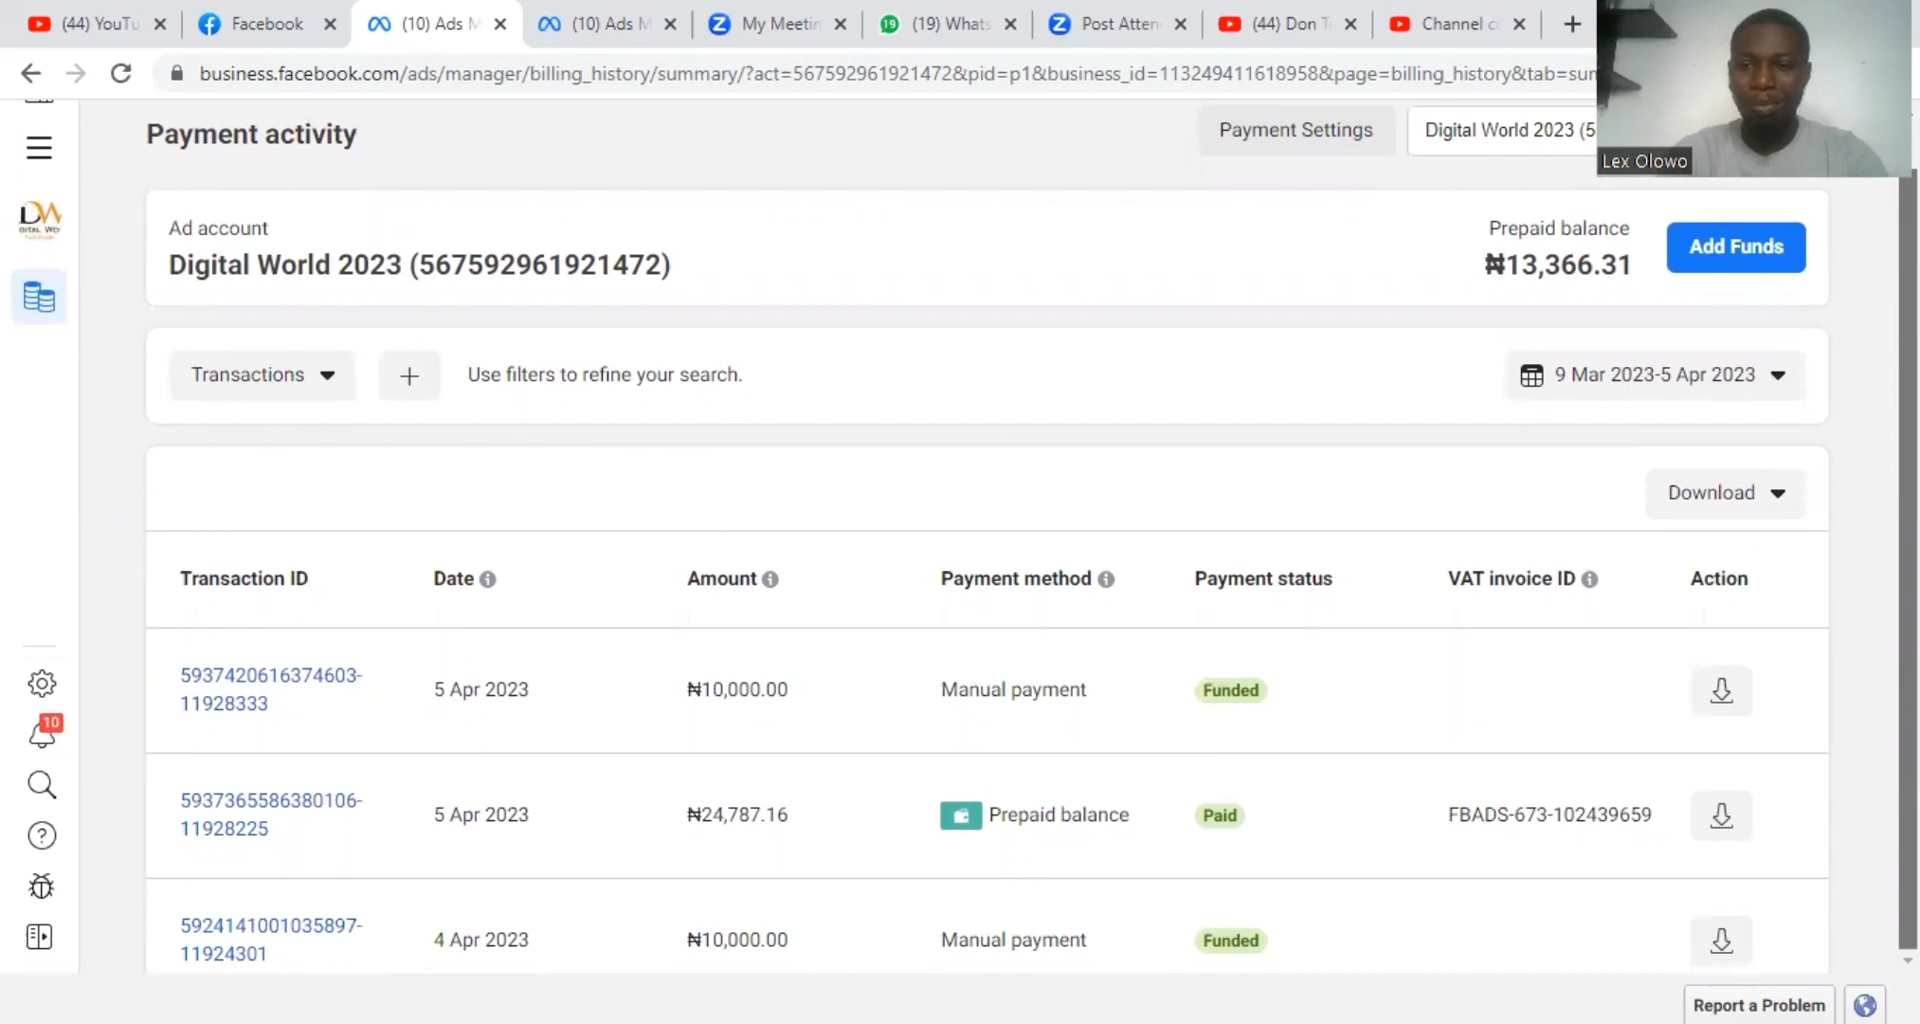 (44) YouTu
Facebook
(10) Ads M
(10) Ads M
My Meetin
19
(19) Whats
Post Atten
(44) Don T
Channel c
business.facebook.com/ads/manager/billing_history/summary/?act=567592961921472&pid=p1&business_id=113249411618958&page=billing_history&tab=sum
Payment activity
Payment Settings
Digital World 2023 (5
Lex Olowo
DW
Ad account
Prepaid balance
Digital World 2023 (567592961921472)
₦13,366.31
Add Funds
Transactions
Use filters to refine your search.
9 Mar 2023-5 Apr 2023
Download
Transaction ID
Date
Amount
Payment method
Payment status
VAT invoice ID
Action
5937420616374603-
11928333
5 Apr 2023
₦10,000.00
Manual payment
Funded
5937365586380106-
11928225
5 Apr 2023
₦24,787.16
Prepaid balance
Paid
FBADS-673-102439659
5924141001035897-
11924301
4 Apr 2023
₦10,000.00
Manual payment
Funded
10
Report a Problem